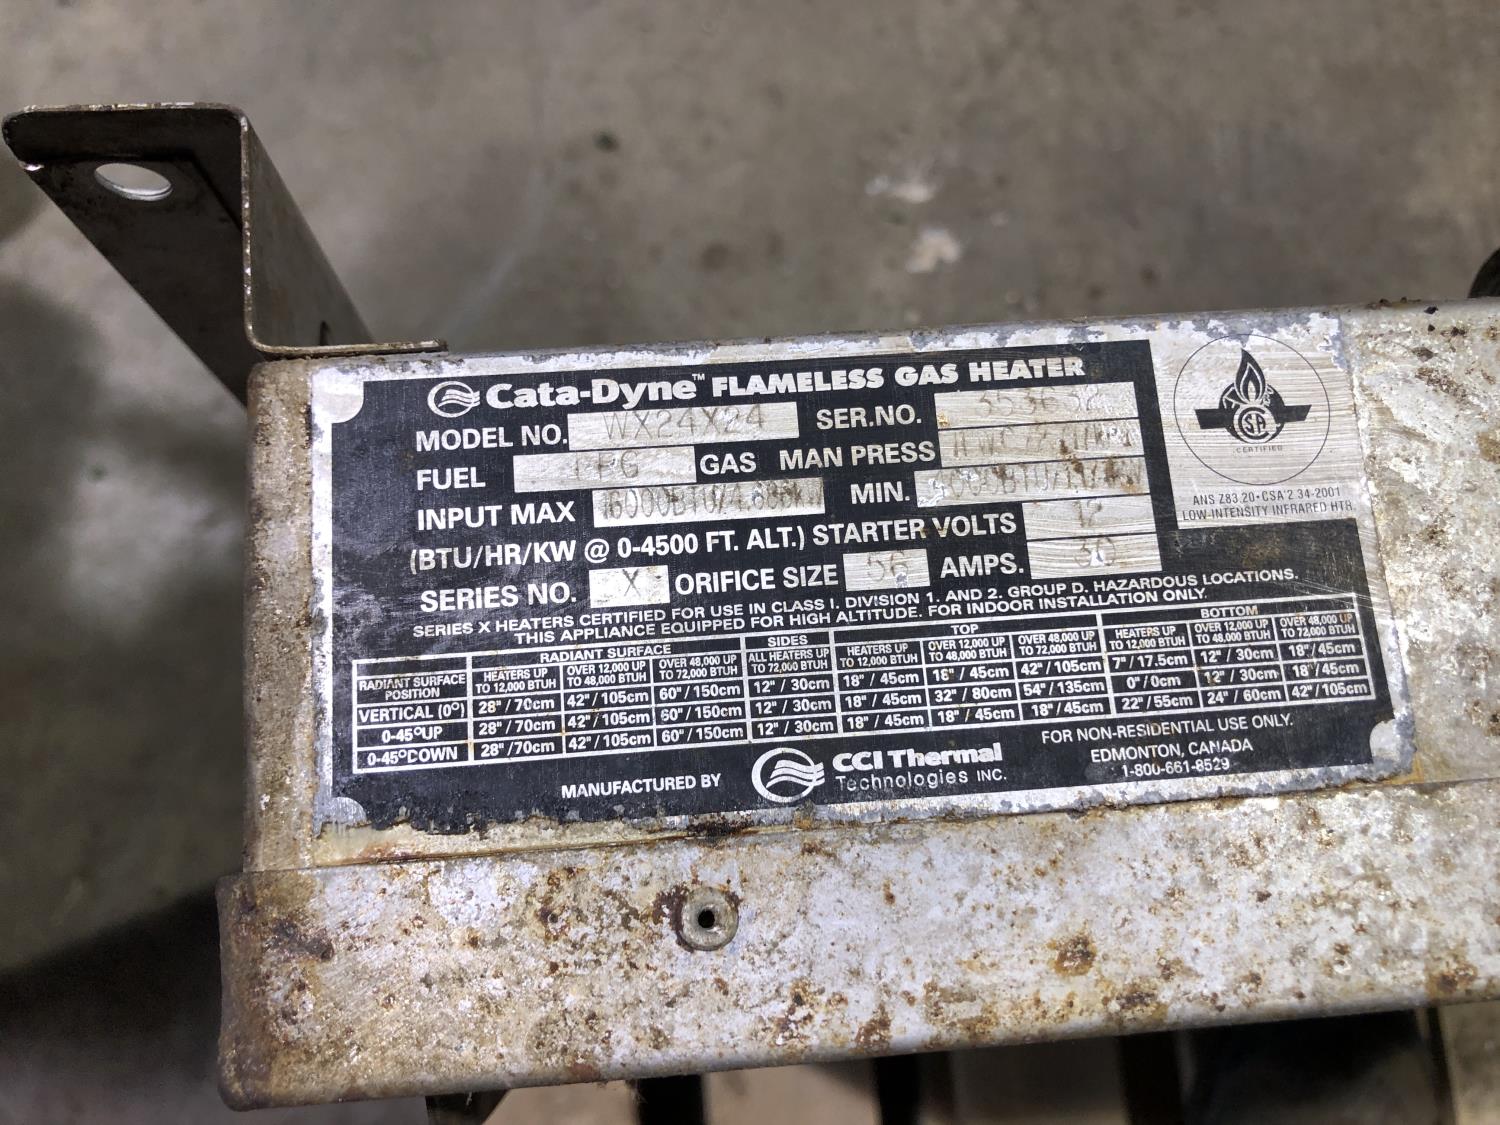 Cata-Dyne™ FLAMELESS GAS HEATER
MODEL NO. WX24X24 SER.NO.
FUEL LPG GAS MAN PRESS
INPUT MAX 16000BTU/4.686KW MIN.
(BTU/HR/KW @ 0-4500 FT. ALT.) STARTER VOLTS 12
SERIES NO. X ORIFICE SIZE 56 AMPS. 30
SERIES X HEATERS CERTIFIED FOR USE IN CLASS I. DIVISION 1. AND 2. GROUP D. HAZARDOUS LOCATIONS.
THIS APPLIANCE EQUIPPED FOR HIGH ALTITUDE. FOR INDOOR INSTALLATION ONLY.
RADIANT SURFACE SIDES TOP BOTTOM
RADIANT SURFACE POSITION HEATERS UP TO 12,000 BTUH OVER 12,000 UP TO 48,000 BTUH OVER 48,000 UP TO 72,000 BTUH ALL HEATERS UP TO 72,000 BTUH HEATERS UP TO 12,000 BTUH OVER 12,000 UP TO 48,000 BTUH OVER 48,000 UP TO 72,000 BTUH HEATERS UP TO 12,000 BTUH OVER 12,000 UP TO 48,000 BTUH OVER 48,000 UP TO 72,000 BTUH
VERTICAL (0°) 28"/70cm 42"/105cm 60"/150cm 12"/30cm 18"/45cm 18"/45cm 42"/105cm 7"/17.5cm 12"/30cm 18"/45cm
0-45°UP 28"/70cm 42"/105cm 60"/150cm 12"/30cm 18"/45cm 32"/80cm 54"/135cm 0"/0cm 12"/30cm 18"/45cm
0-45°DOWN 28"/70cm 42"/105cm 60"/150cm 12"/30cm 18"/45cm 18"/45cm 18"/45cm 22"/55cm 24"/60cm 42"/105cm
MANUFACTURED BY CCI Thermal
Technologies INC.
FOR NON-RESIDENTIAL USE ONLY.
EDMONTON, CANADA
1-800-661-8529
CSA
CERTIFIED
ANS Z83.20•CSA 2.34-2001
LOW-INTENSITY INFRARED HTR.